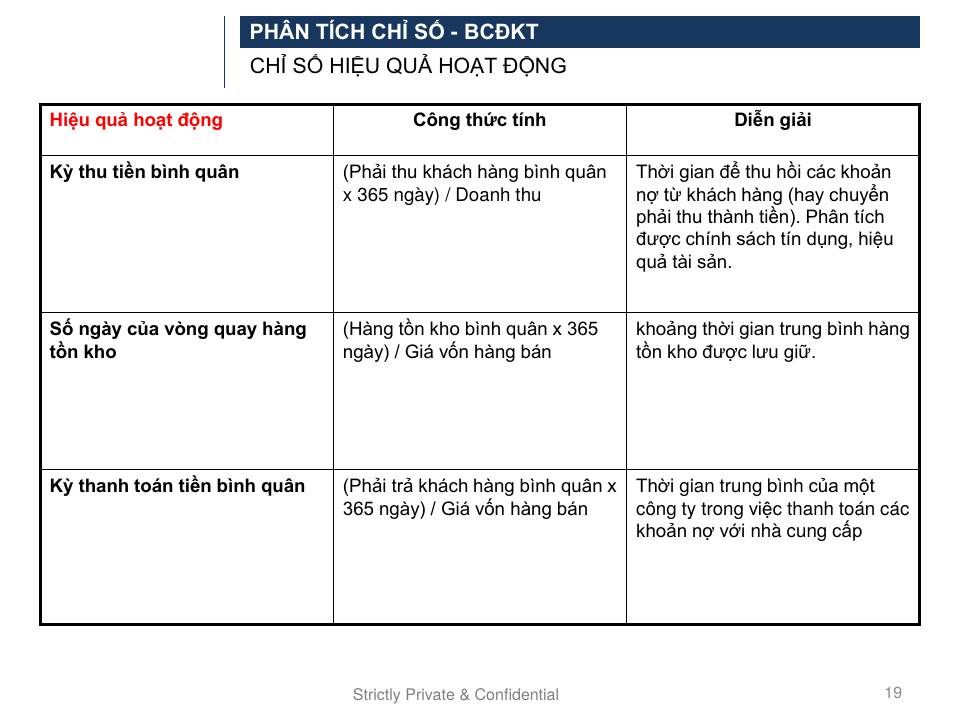 PHÂN TÍCH CHỈ SỐ - BCĐKT
CHỈ SỐ HIỆU QUẢ HOẠT ĐỘNG
Hiệu quả hoạt động
Công thức tính
Diễn giải
Kỳ thu tiền bình quân
(Phải thu khách hàng bình quân
x 365 ngày) / Doanh thu
Thời gian để thu hồi các khoản
nợ từ khách hàng (hay chuyển
phải thu thành tiền). Phân tích
được chính sách tín dụng, hiệu
quả tài sản.
Số ngày của vòng quay hàng
tồn kho
(Hàng tồn kho bình quân x 365
ngày) / Giá vốn hàng bán
khoảng thời gian trung bình hàng
tồn kho được lưu giữ.
Kỳ thanh toán tiền bình quân
(Phải trả khách hàng bình quân x
365 ngày) / Giá vốn hàng bán
Thời gian trung bình của một
công ty trong việc thanh toán các
khoản nợ với nhà cung cấp
Strictly Private & Confidential
19